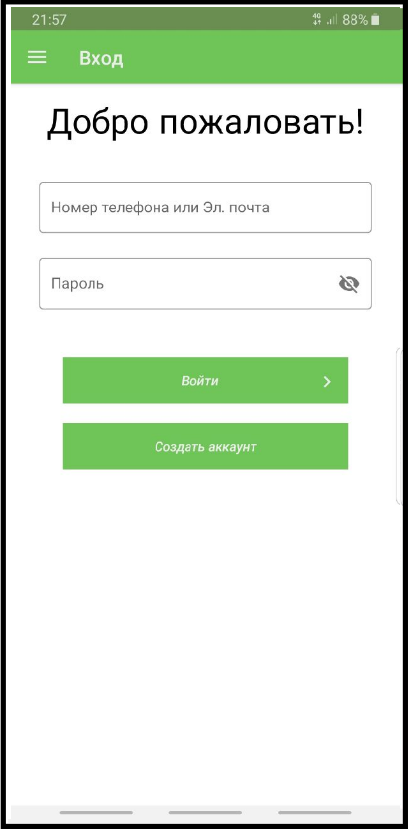 21:57 4G 88%
Вход
Добро пожаловать!
Номер телефона или Эл. почта
Пароль
Войти
Создать аккаунт